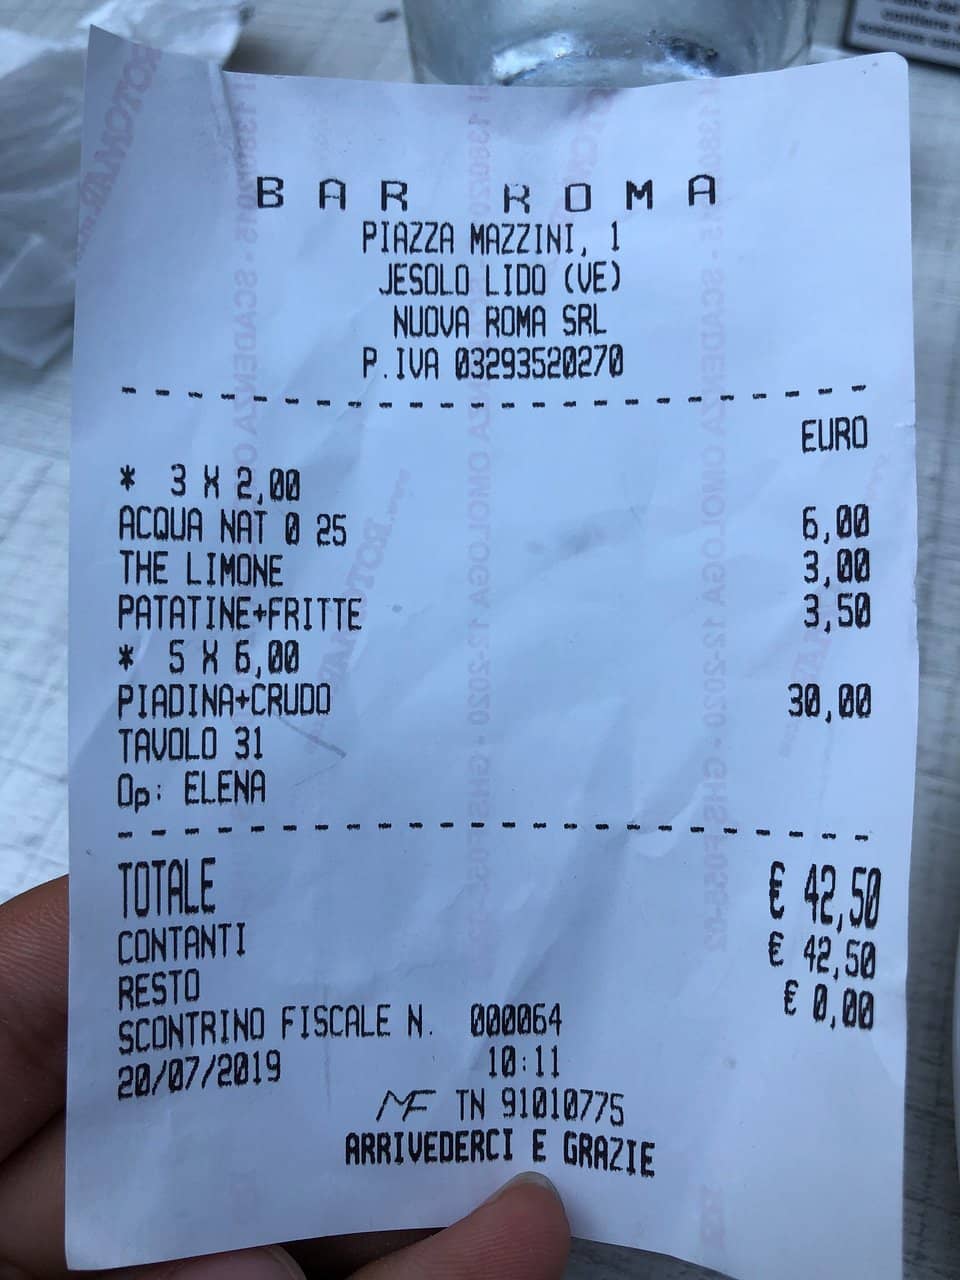 BAR ROMA
PIAZZA MAZZINI, 1
JESOLO LIDO (VE)
NUOVA ROMA SRL
P.IVA 03293520270
EURO
* 3 X 2,00
ACQUA NAT 0 25 6,00
THE LIMONE 3,00
PATATINE+FRITTE 3,50
* 5 X 6,00
PIADINA+CRUDO 30,00
TAVOLO 31
Op: ELENA
TOTALE € 42,50
CONTANTI € 42,50
RESTO € 0,00
SCONTRINO FISCALE N. 000064
20/07/2019 10:11
MF TN 91010775
ARRIVEDERCI E GRAZIE